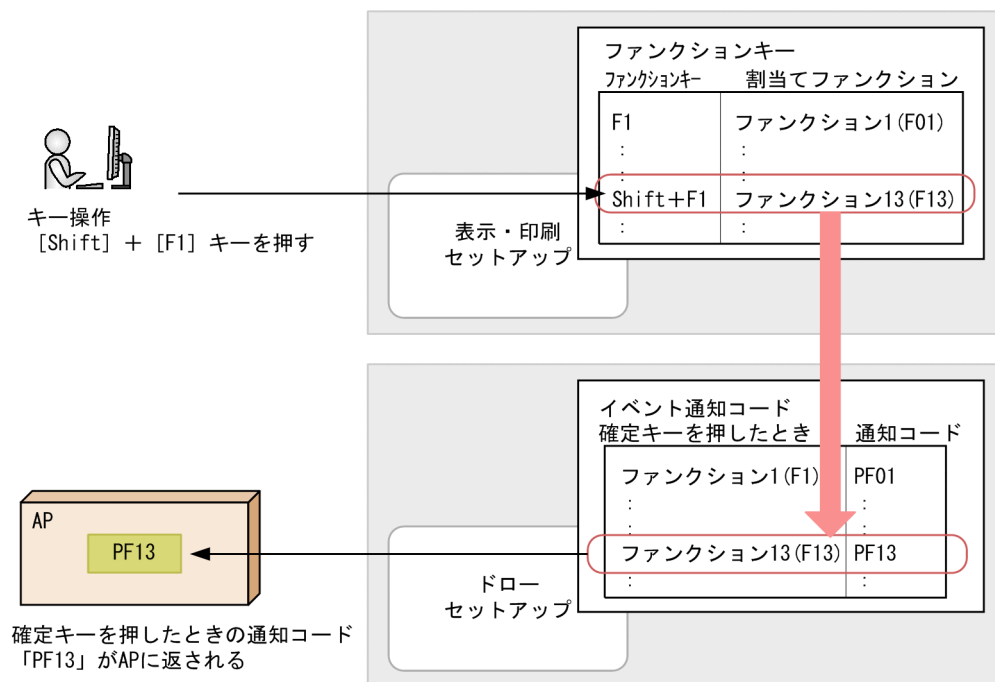 ファンクションキー
ファンクションキー 割当てファンクション
F1 ファンクション1(F01)
: :
: :
Shift+F1 ファンクション13(F13)
: :
キー操作
[Shift] + [F1] キーを押す
表示・印刷
セットアップ
イベント通知コード
確定キーを押したとき 通知コード
ファンクション1(F1) PF01
: :
: :
ファンクション13(F13) PF13
: :
AP
PF13
ドロー
セットアップ
確定キーを押したときの通知コード
「PF13」がAPに返される